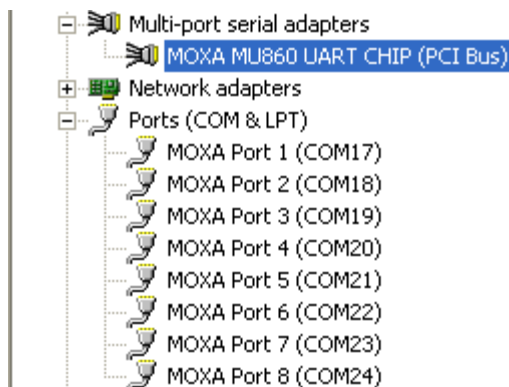 Multi-port serial adapters
MOXA MU860 UART CHIP (PCI Bus)
Network adapters
Ports (COM & LPT)
MOXA Port 1 (COM17)
MOXA Port 2 (COM18)
MOXA Port 3 (COM19)
MOXA Port 4 (COM20)
MOXA Port 5 (COM21)
MOXA Port 6 (COM22)
MOXA Port 7 (COM23)
MOXA Port 8 (COM24)